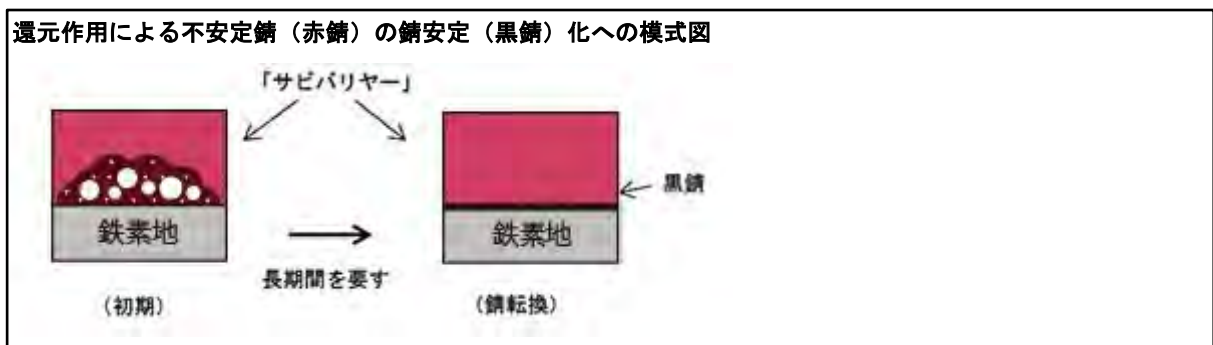 還元作用による不安定錆（赤錆）の錆安定（黒錆）化への模式図
「サビバリヤー」
黒錆
鉄素地
鉄素地
長期間を要す
（初期）
（錆転換）